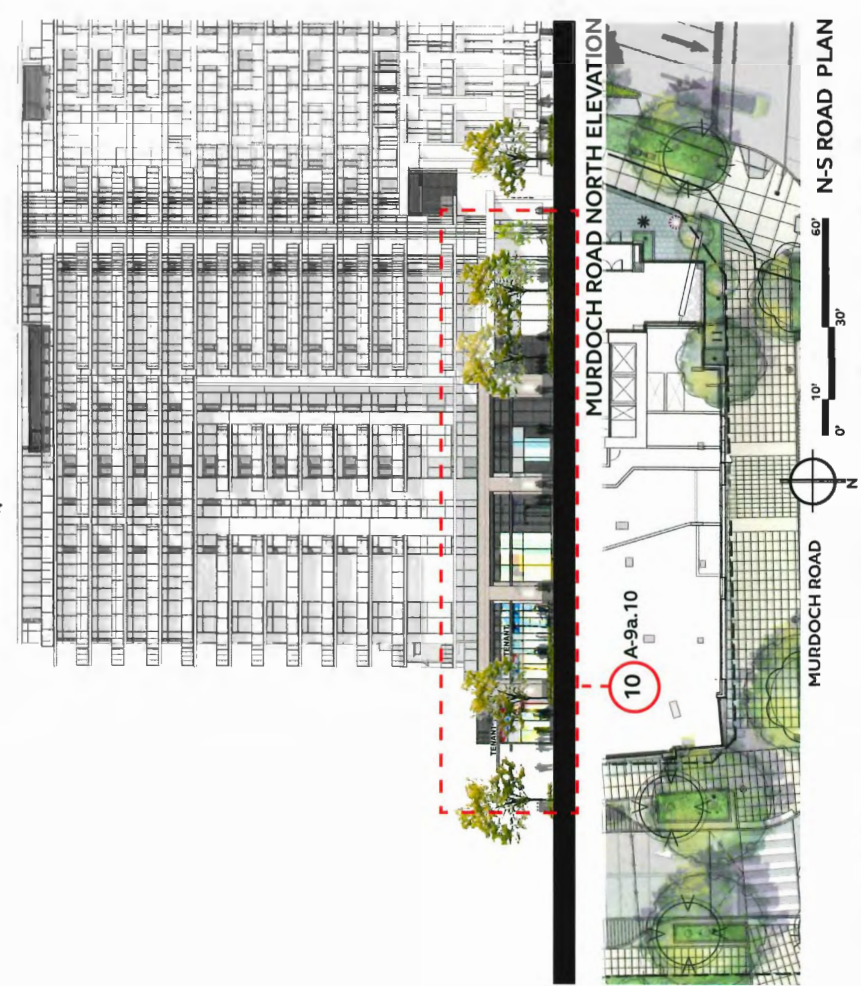 TENANT
TENANT
MURDOCH ROAD NORTH ELEVATION
10 A-9a.10
MURDOCH ROAD
N
0' 10' 30' 60'
N-S ROAD PLAN